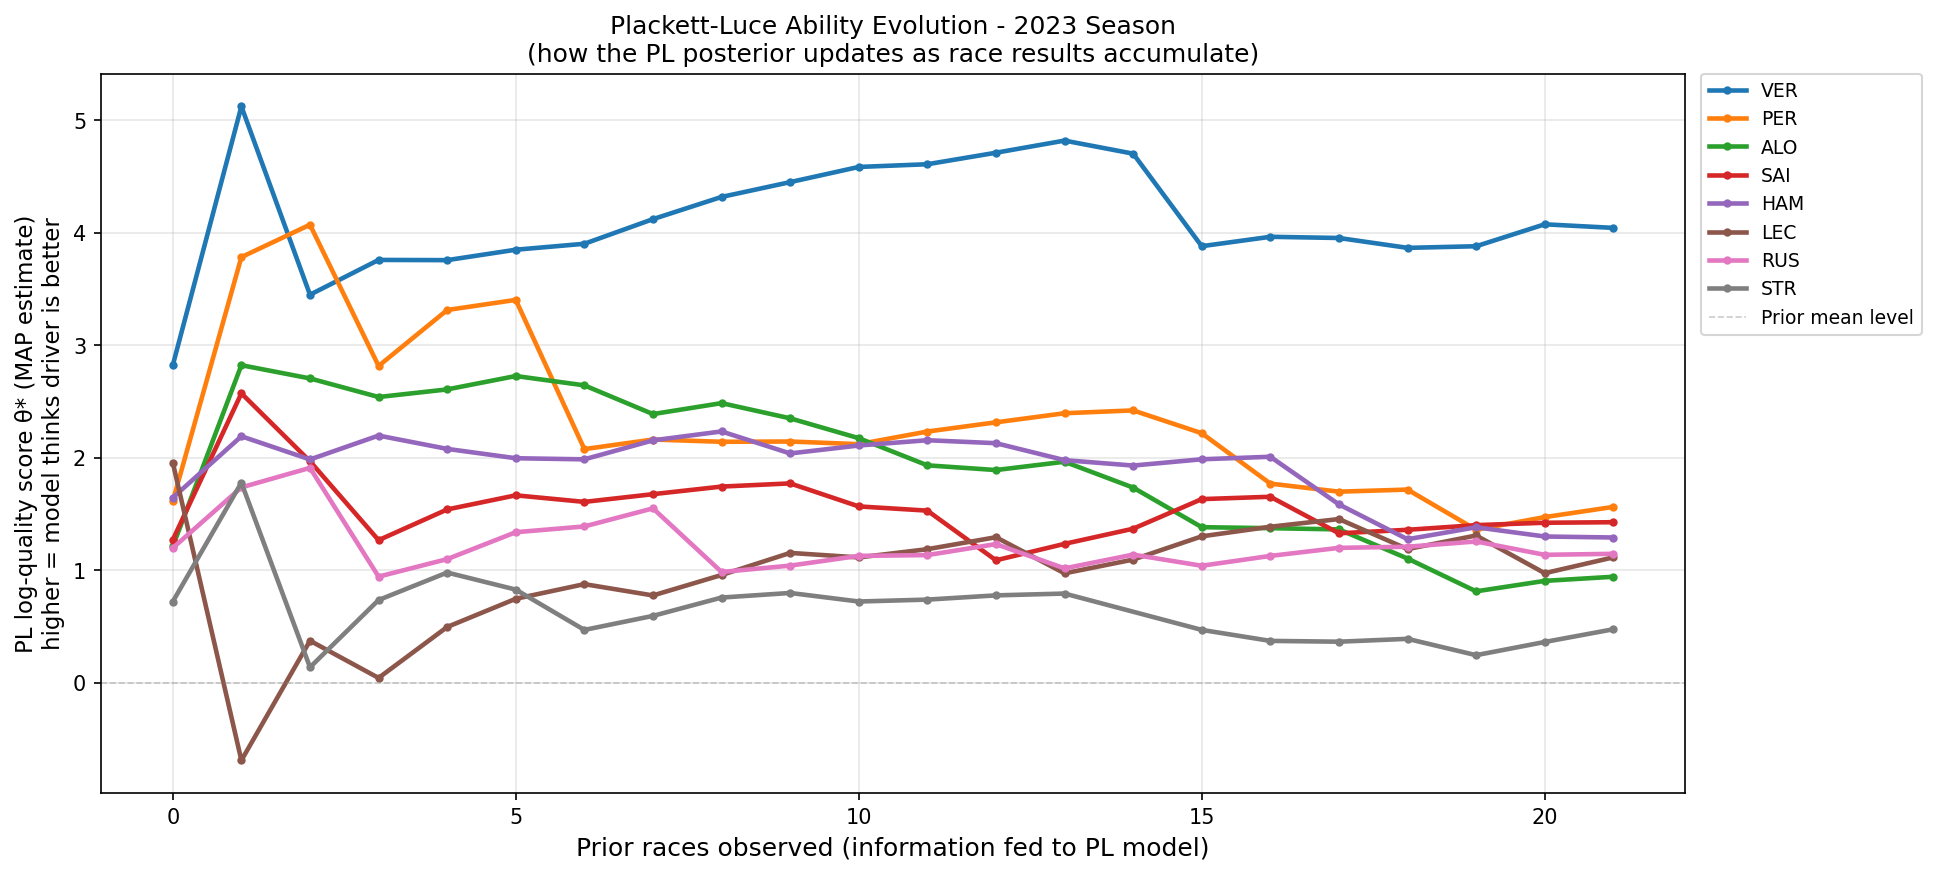 Plackett-Luce Ability Evolution - 2023 Season
(how the PL posterior updates as race results accumulate)
PL log-quality score θ* (MAP estimate)
higher = model thinks driver is better
5
4
3
2
1
0
0
5
10
15
20
Prior races observed (information fed to PL model)
VER
PER
ALO
SAI
HAM
LEC
RUS
STR
Prior mean level